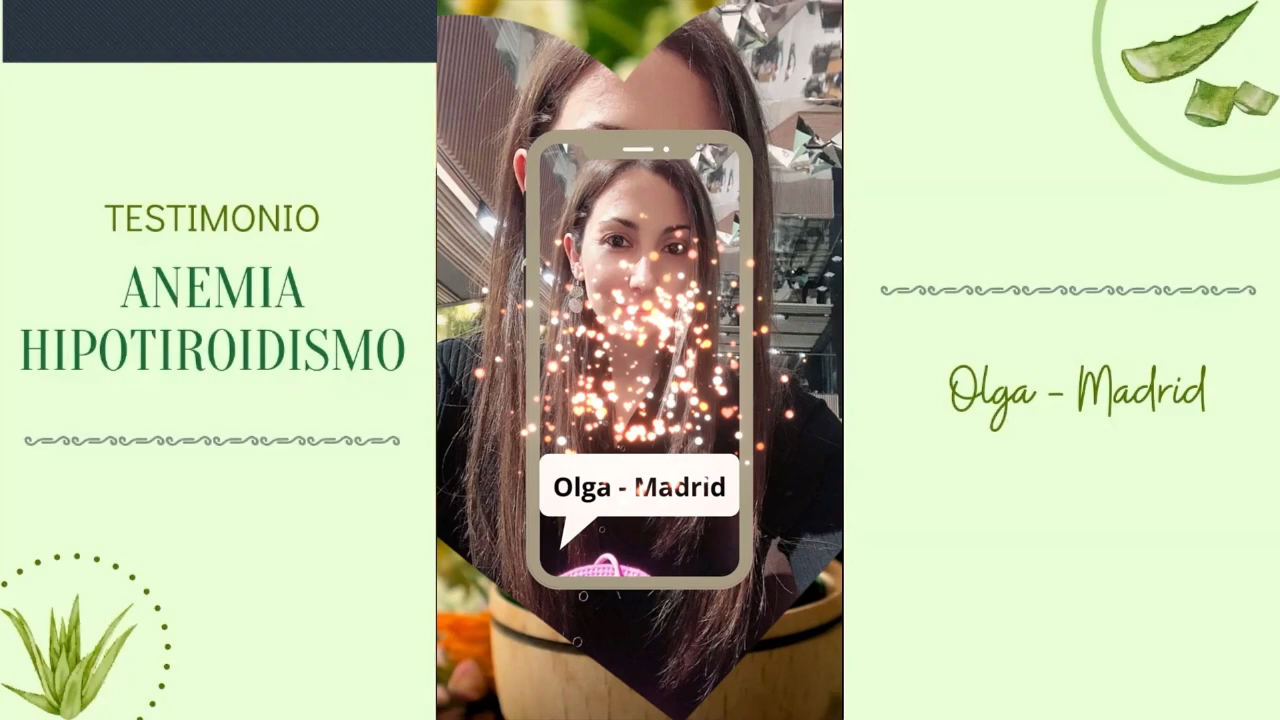 TESTIMONIO
ANEMIA
HIPOTIROIDISMO
Olga - Madrid
Olga - Madrid